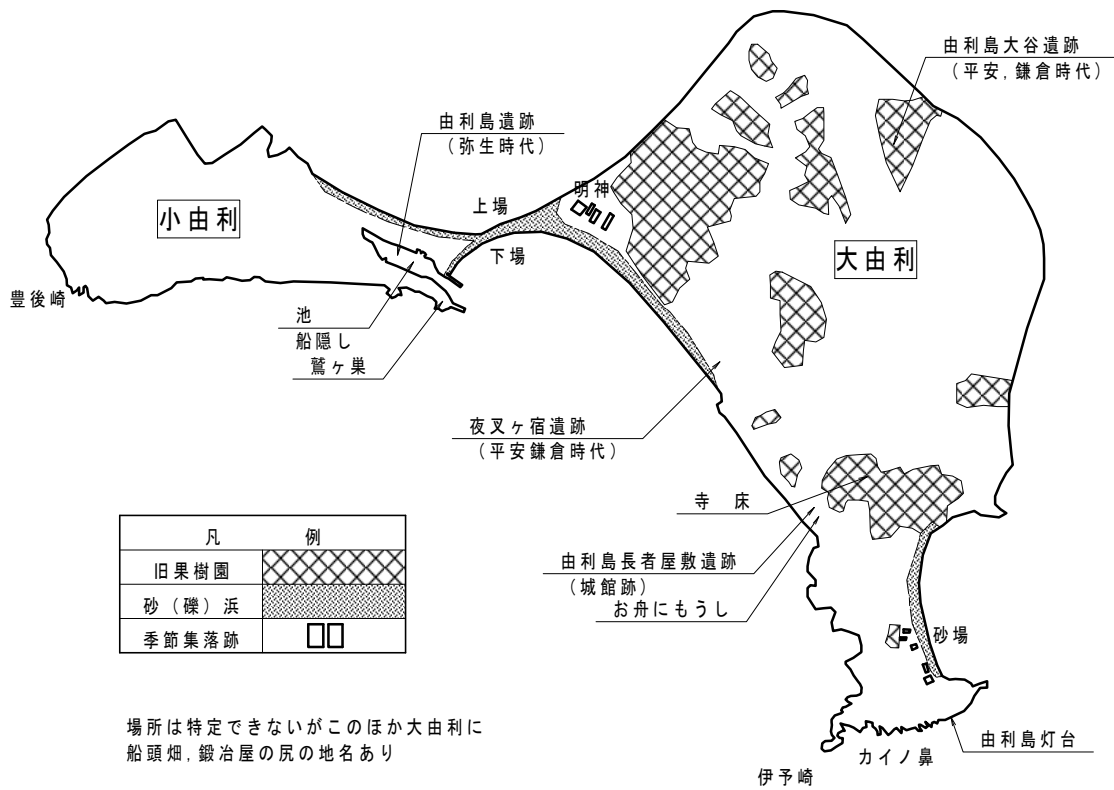 由利島大谷遺跡
(平安,鎌倉時代)
由利島遺跡
(弥生時代)
明神
上場
小由利
下場
大由利
豊後崎
池
船隠し
鷲ヶ巣
夜叉ヶ宿遺跡
(平安鎌倉時代)
寺 床
凡 例
旧果樹園
砂(礫)浜
季節集落跡
由利島長者屋敷遺跡
(城館跡)
お舟にもうし
砂場
場所は特定できないがこのほか大由利に
船頭畑,鍛冶屋の尻の地名あり
由利島灯台
カイノ鼻
伊予崎